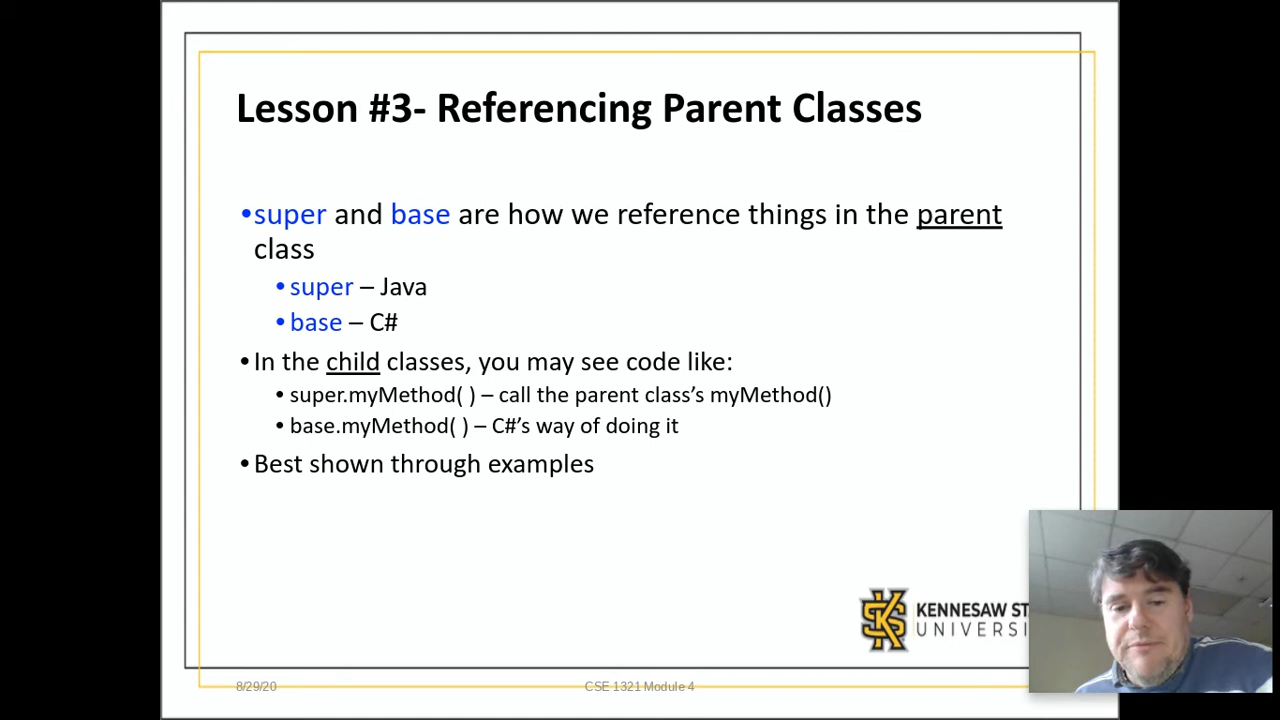 Lesson #3- Referencing Parent Classes
•super and base are how we reference things in the parent
class
•super – Java
•base – C#
•In the child classes, you may see code like:
•super.myMethod( ) – call the parent class’s myMethod()
•base.myMethod( ) – C#’s way of doing it
•Best shown through examples
KENNESAW ST
UNIVERSI
8/29/20
CSE 1321 Module 4